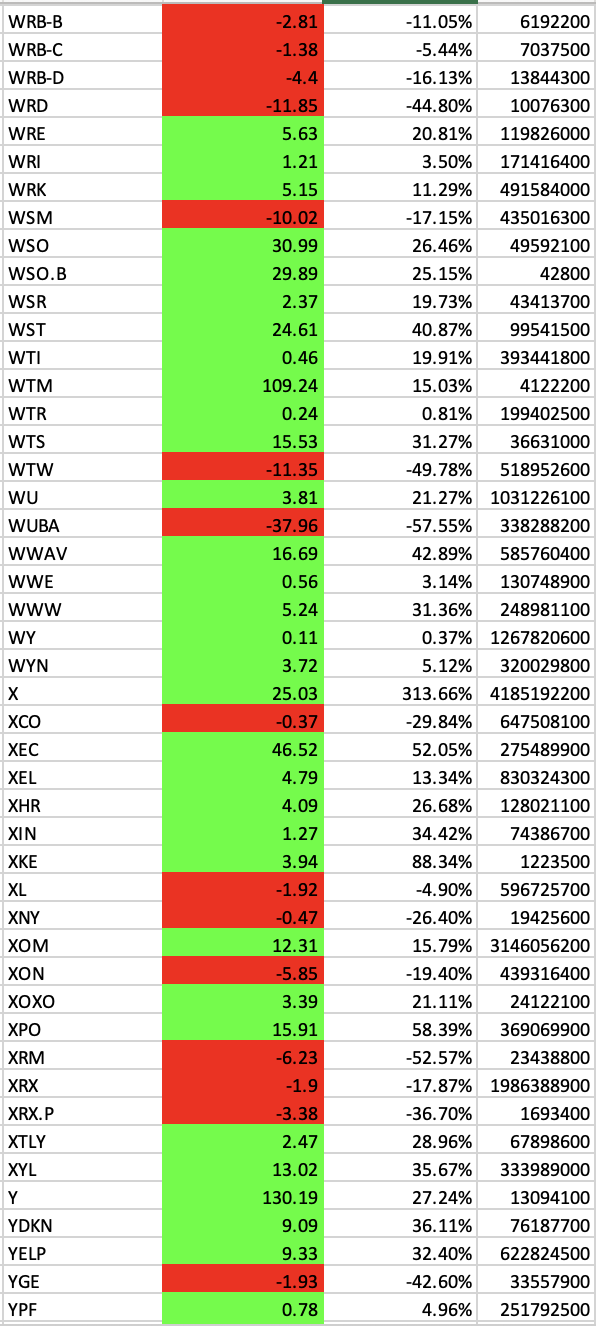 WRB-B -2.81 -11.05% 6192200
WRB-C -1.38 -5.44% 7037500
WRB-D -4.4 -16.13% 13844300
WRD -11.85 -44.80% 10076300
WRE 5.63 20.81% 119826000
WRI 1.21 3.50% 171416400
WRK 5.15 11.29% 491584000
WSM -10.02 -17.15% 435016300
WSO 30.99 26.46% 49592100
WSO.B 29.89 25.15% 42800
WSR 2.37 19.73% 43413700
WST 24.61 40.87% 99541500
WTI 0.46 19.91% 393441800
WTM 109.24 15.03% 4122200
WTR 0.24 0.81% 199402500
WTS 15.53 31.27% 36631000
WTW -11.35 -49.78% 518952600
WU 3.81 21.27% 1031226100
WUBA -37.96 -57.55% 338288200
WWAV 16.69 42.89% 585760400
WWE 0.56 3.14% 130748900
WWW 5.24 31.36% 248981100
WY 0.11 0.37% 1267820600
WYN 3.72 5.12% 320029800
X 25.03 313.66% 4185192200
XCO -0.37 -29.84% 647508100
XEC 46.52 52.05% 275489900
XEL 4.79 13.34% 830324300
XHR 4.09 26.68% 128021100
XIN 1.27 34.42% 74386700
XKE 3.94 88.34% 1223500
XL -1.92 -4.90% 596725700
XNY -0.47 -26.40% 19425600
XOM 12.31 15.79% 3146056200
XON -5.85 -19.40% 439316400
XOXO 3.39 21.11% 24122100
XPO 15.91 58.39% 369069900
XRM -6.23 -52.57% 23438800
XRX -1.9 -17.87% 1986388900
XRX.P -3.38 -36.70% 1693400
XTLY 2.47 28.96% 67898600
XYL 13.02 35.67% 333989000
Y 130.19 27.24% 13094100
YDKN 9.09 36.11% 76187700
YELP 9.33 32.40% 622824500
YGE -1.93 -42.60% 33557900
YPF 0.78 4.96% 251792500